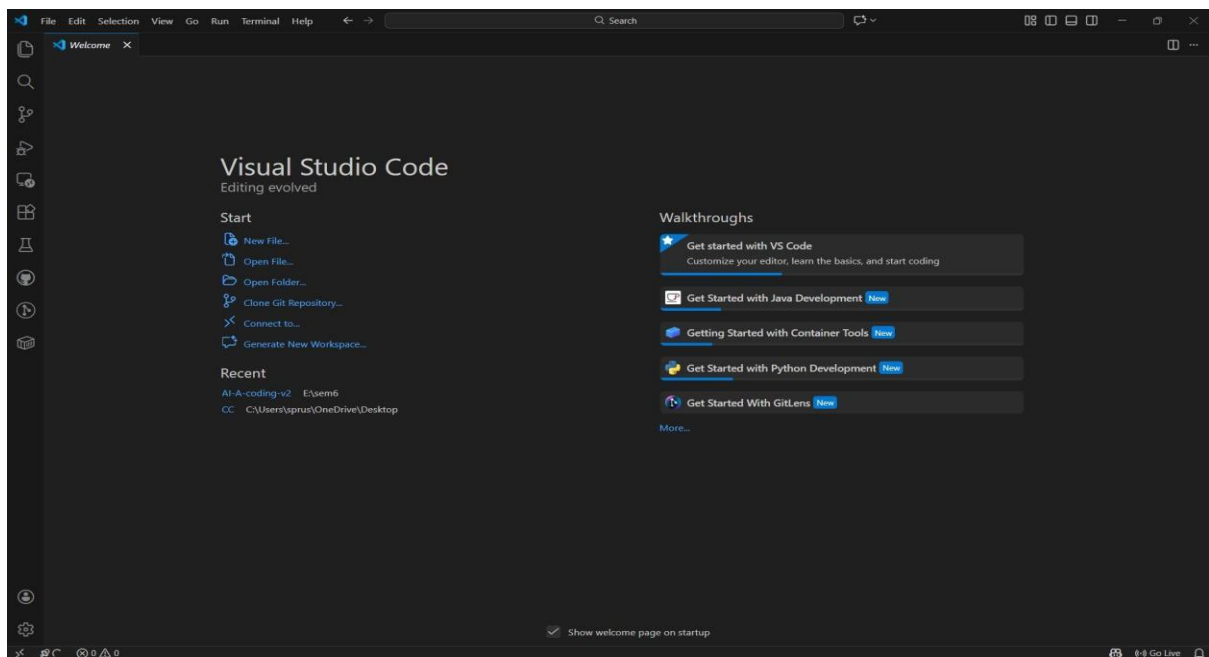 File Edit Selection View Go Run Terminal Help Search
Welcome
Visual Studio Code
Editing evolved
Start
New File...
Open File...
Open Folder...
Clone Git Repository...
Connect to...
Generate New Workspace...
Recent
AI-A-coding-v2 E:\sem6
CC C:\Users\sprus\OneDrive\Desktop
Walkthroughs
Get started with VS Code
Customize your editor, learn the basics, and start coding
Get Started with Java Development New
Getting Started with Container Tools New
Get Started with Python Development New
Get Started With GitLens New
More...
Show welcome page on startup
0 0 Go Live